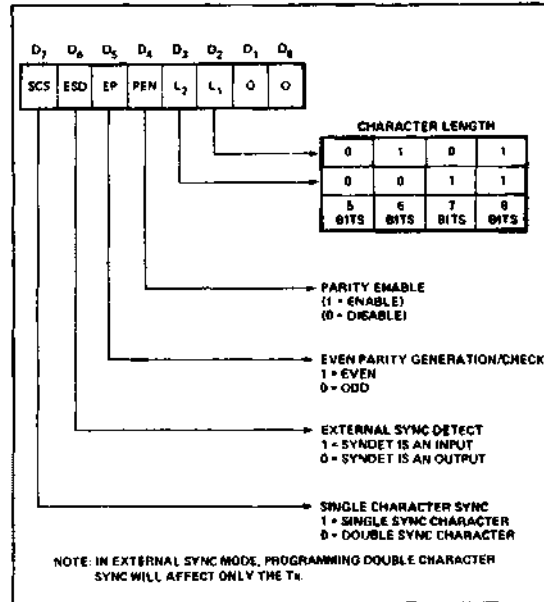 D7 D6 D5 D4 D3 D2 D1 D0
SCS ESD EP PEN L2 L1 0 0
CHARACTER LENGTH
0 1 0 1
0 0 1 1
5 BITS 6 BITS 7 BITS 8 BITS
PARITY ENABLE
(1 = ENABLE)
(0 = DISABLE)
EVEN PARITY GENERATION/CHECK
1 = EVEN
0 = ODD
EXTERNAL SYNC DETECT
1 = SYNDET IS AN INPUT
0 = SYNDET IS AN OUTPUT
SINGLE CHARACTER SYNC
1 = SINGLE SYNC CHARACTER
0 = DOUBLE SYNC CHARACTER
NOTE: IN EXTERNAL SYNC MODE, PROGRAMMING DOUBLE CHARACTER
SYNC WILL AFFECT ONLY THE Tx.